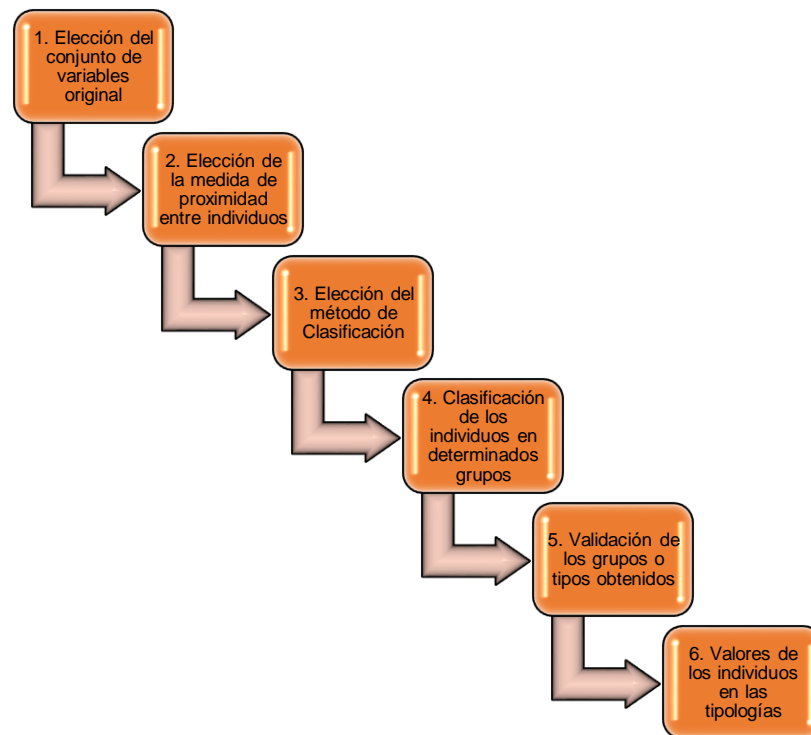 1. Elección del
conjunto de
variables
original
2. Elección de
la medida de
proximidad
entre individuos
3. Elección del
método de
Clasificación
4. Clasificación
de los
individuos en
determinados
grupos
5. Validación de
los grupos o
tipos obtenidos
6. Valores de
los individuos
en las
tipologías